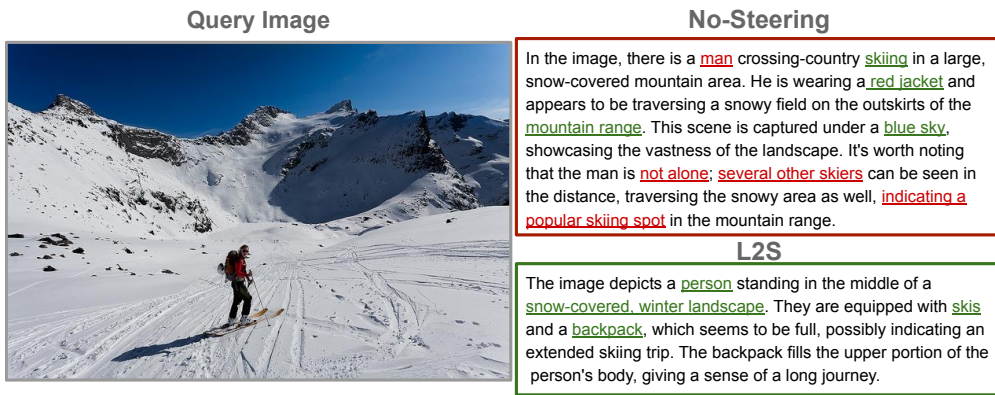 Query Image
No-Steering
In the image, there is a man crossing-country skiing in a large,
snow-covered mountain area. He is wearing a red jacket and
appears to be traversing a snowy field on the outskirts of the
mountain range. This scene is captured under a blue sky,
showcasing the vastness of the landscape. It's worth noting
that the man is not alone; several other skiers can be seen in
the distance, traversing the snowy area as well, indicating a
popular skiing spot in the mountain range.
L2S
The image depicts a person standing in the middle of a
snow-covered, winter landscape. They are equipped with skis
and a backpack, which seems to be full, possibly indicating an
extended skiing trip. The backpack fills the upper portion of the
person's body, giving a sense of a long journey.